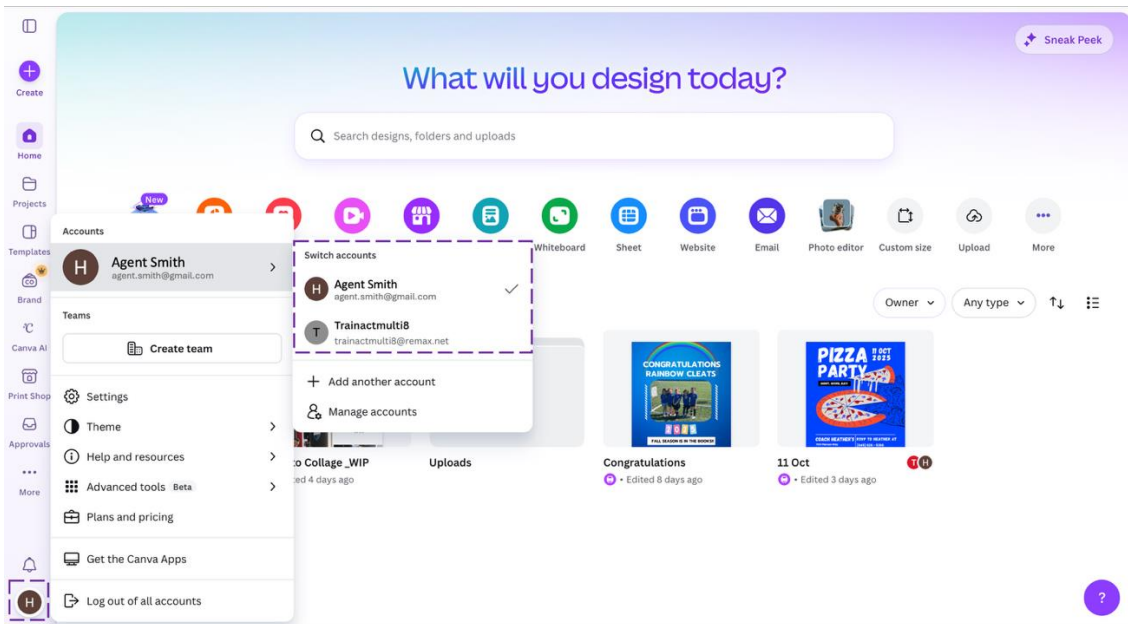 Sneak Peek
Create
What will you design today?
Search designs, folders and uploads
Home
Projects
Templates
Brand
Canva AI
Print Shop
Approvals
More
New
Whiteboard
Sheet
Website
Email
Photo editor
Custom size
Upload
More
Accounts
H
Agent Smith
agent.smith@gmail.com
Teams
Create team
Settings
Theme
Help and resources
Advanced tools Beta
Plans and pricing
Get the Canva Apps
Log out of all accounts
H
Switch accounts
H
Agent Smith
agent.smith@gmail.com
T
Trainactmulti8
trainactmulti8@remax.net
Add another account
Manage accounts
Owner
Any type
CONGRATULATIONS
RAINBOW CLEATS
2025
FALL SEASON IS IN THE BOOKS!
PIZZA
PARTY
11 OCT
2025
to Collage _WIP
ed 4 days ago
Uploads
Congratulations
• Edited 8 days ago
11 Oct
• Edited 3 days ago
T H
?